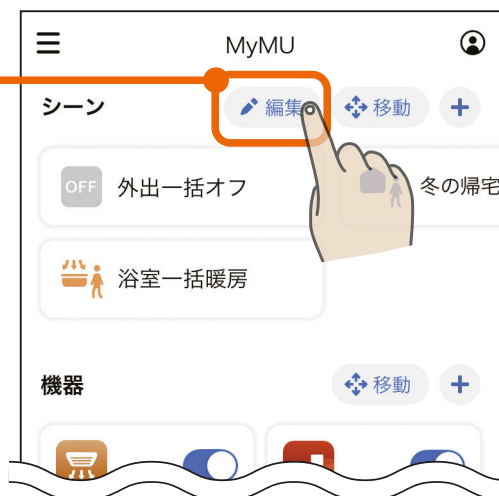 MyMU
シーン 編集 移動 +
OFF 外出一括オフ 冬の帰宅
浴室一括暖房
機器 移動 +